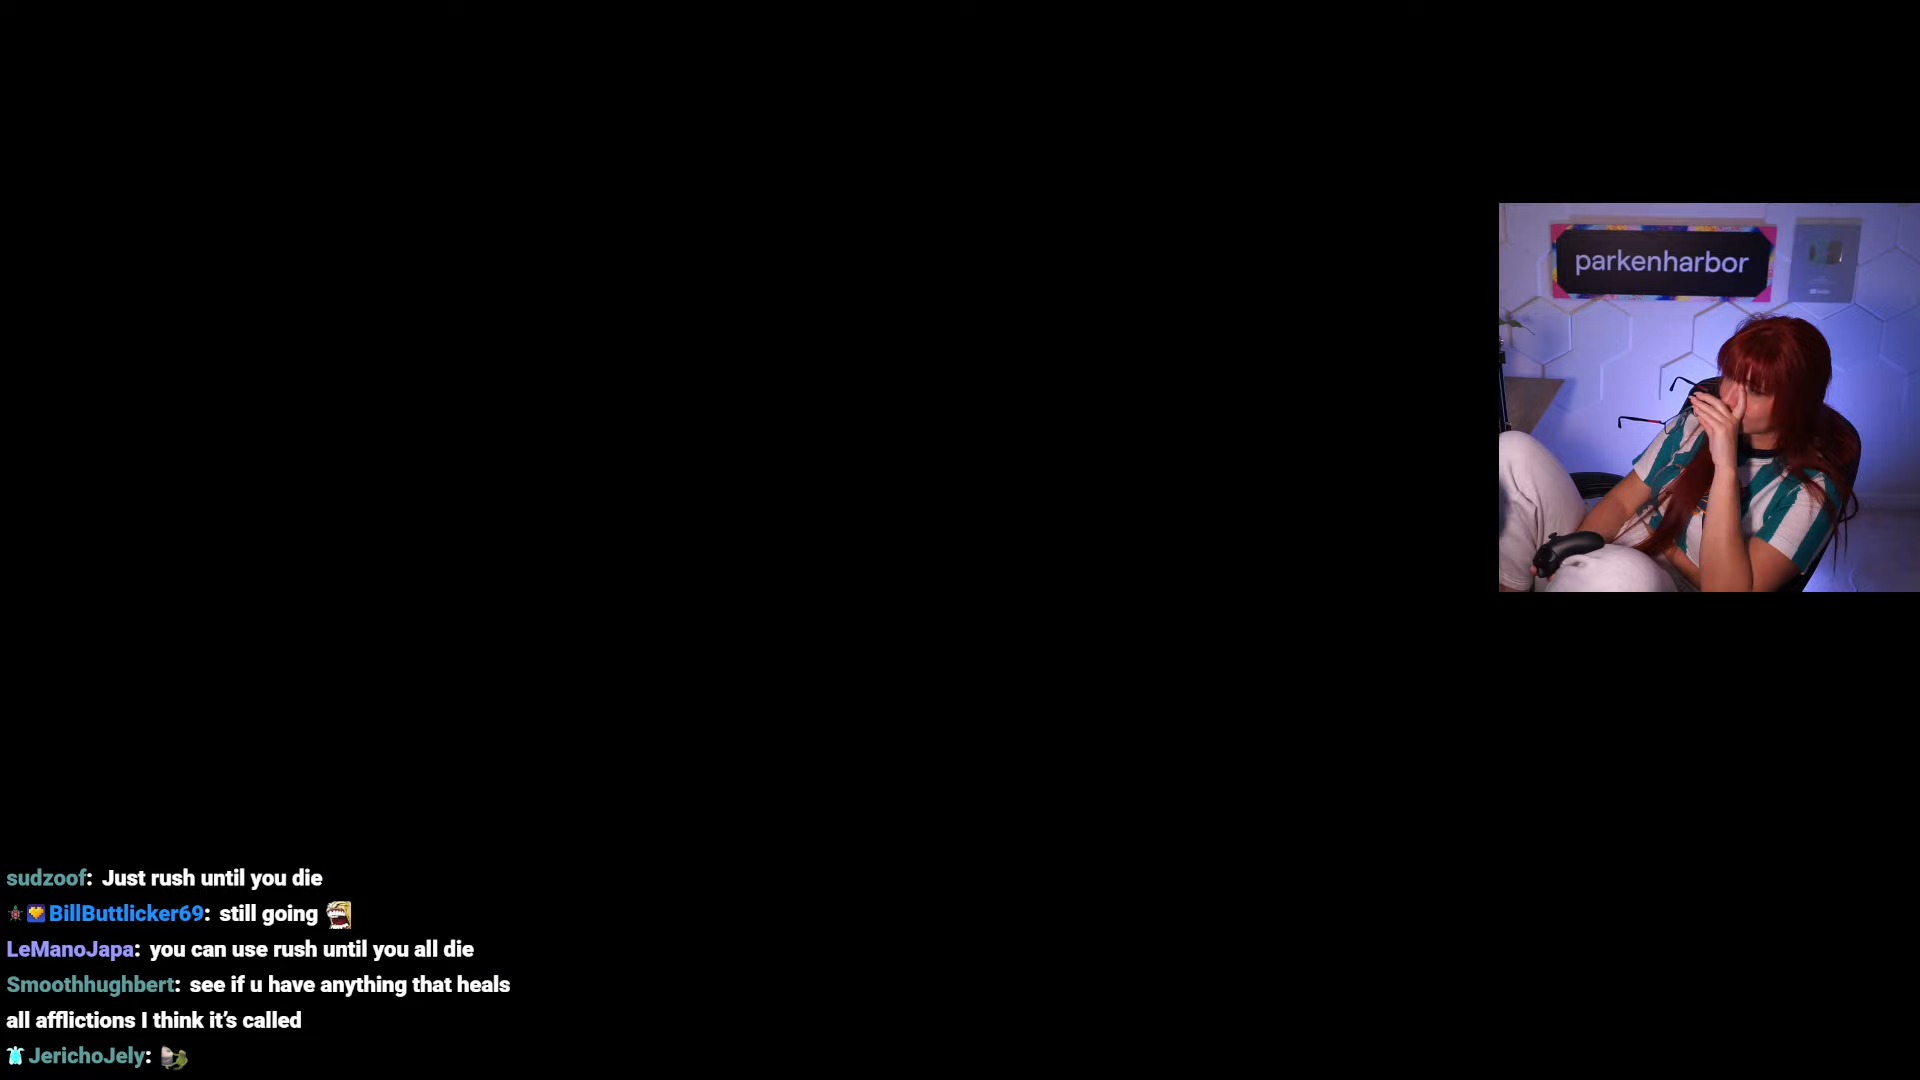 parkenharbor
sudzoof: Just rush until you die
BillButtlicker69: still going
LeManoJapa: you can use rush until you all die
Smoothhughbert: see if u have anything that heals
all afflictions I think it's called
JerichoJely: